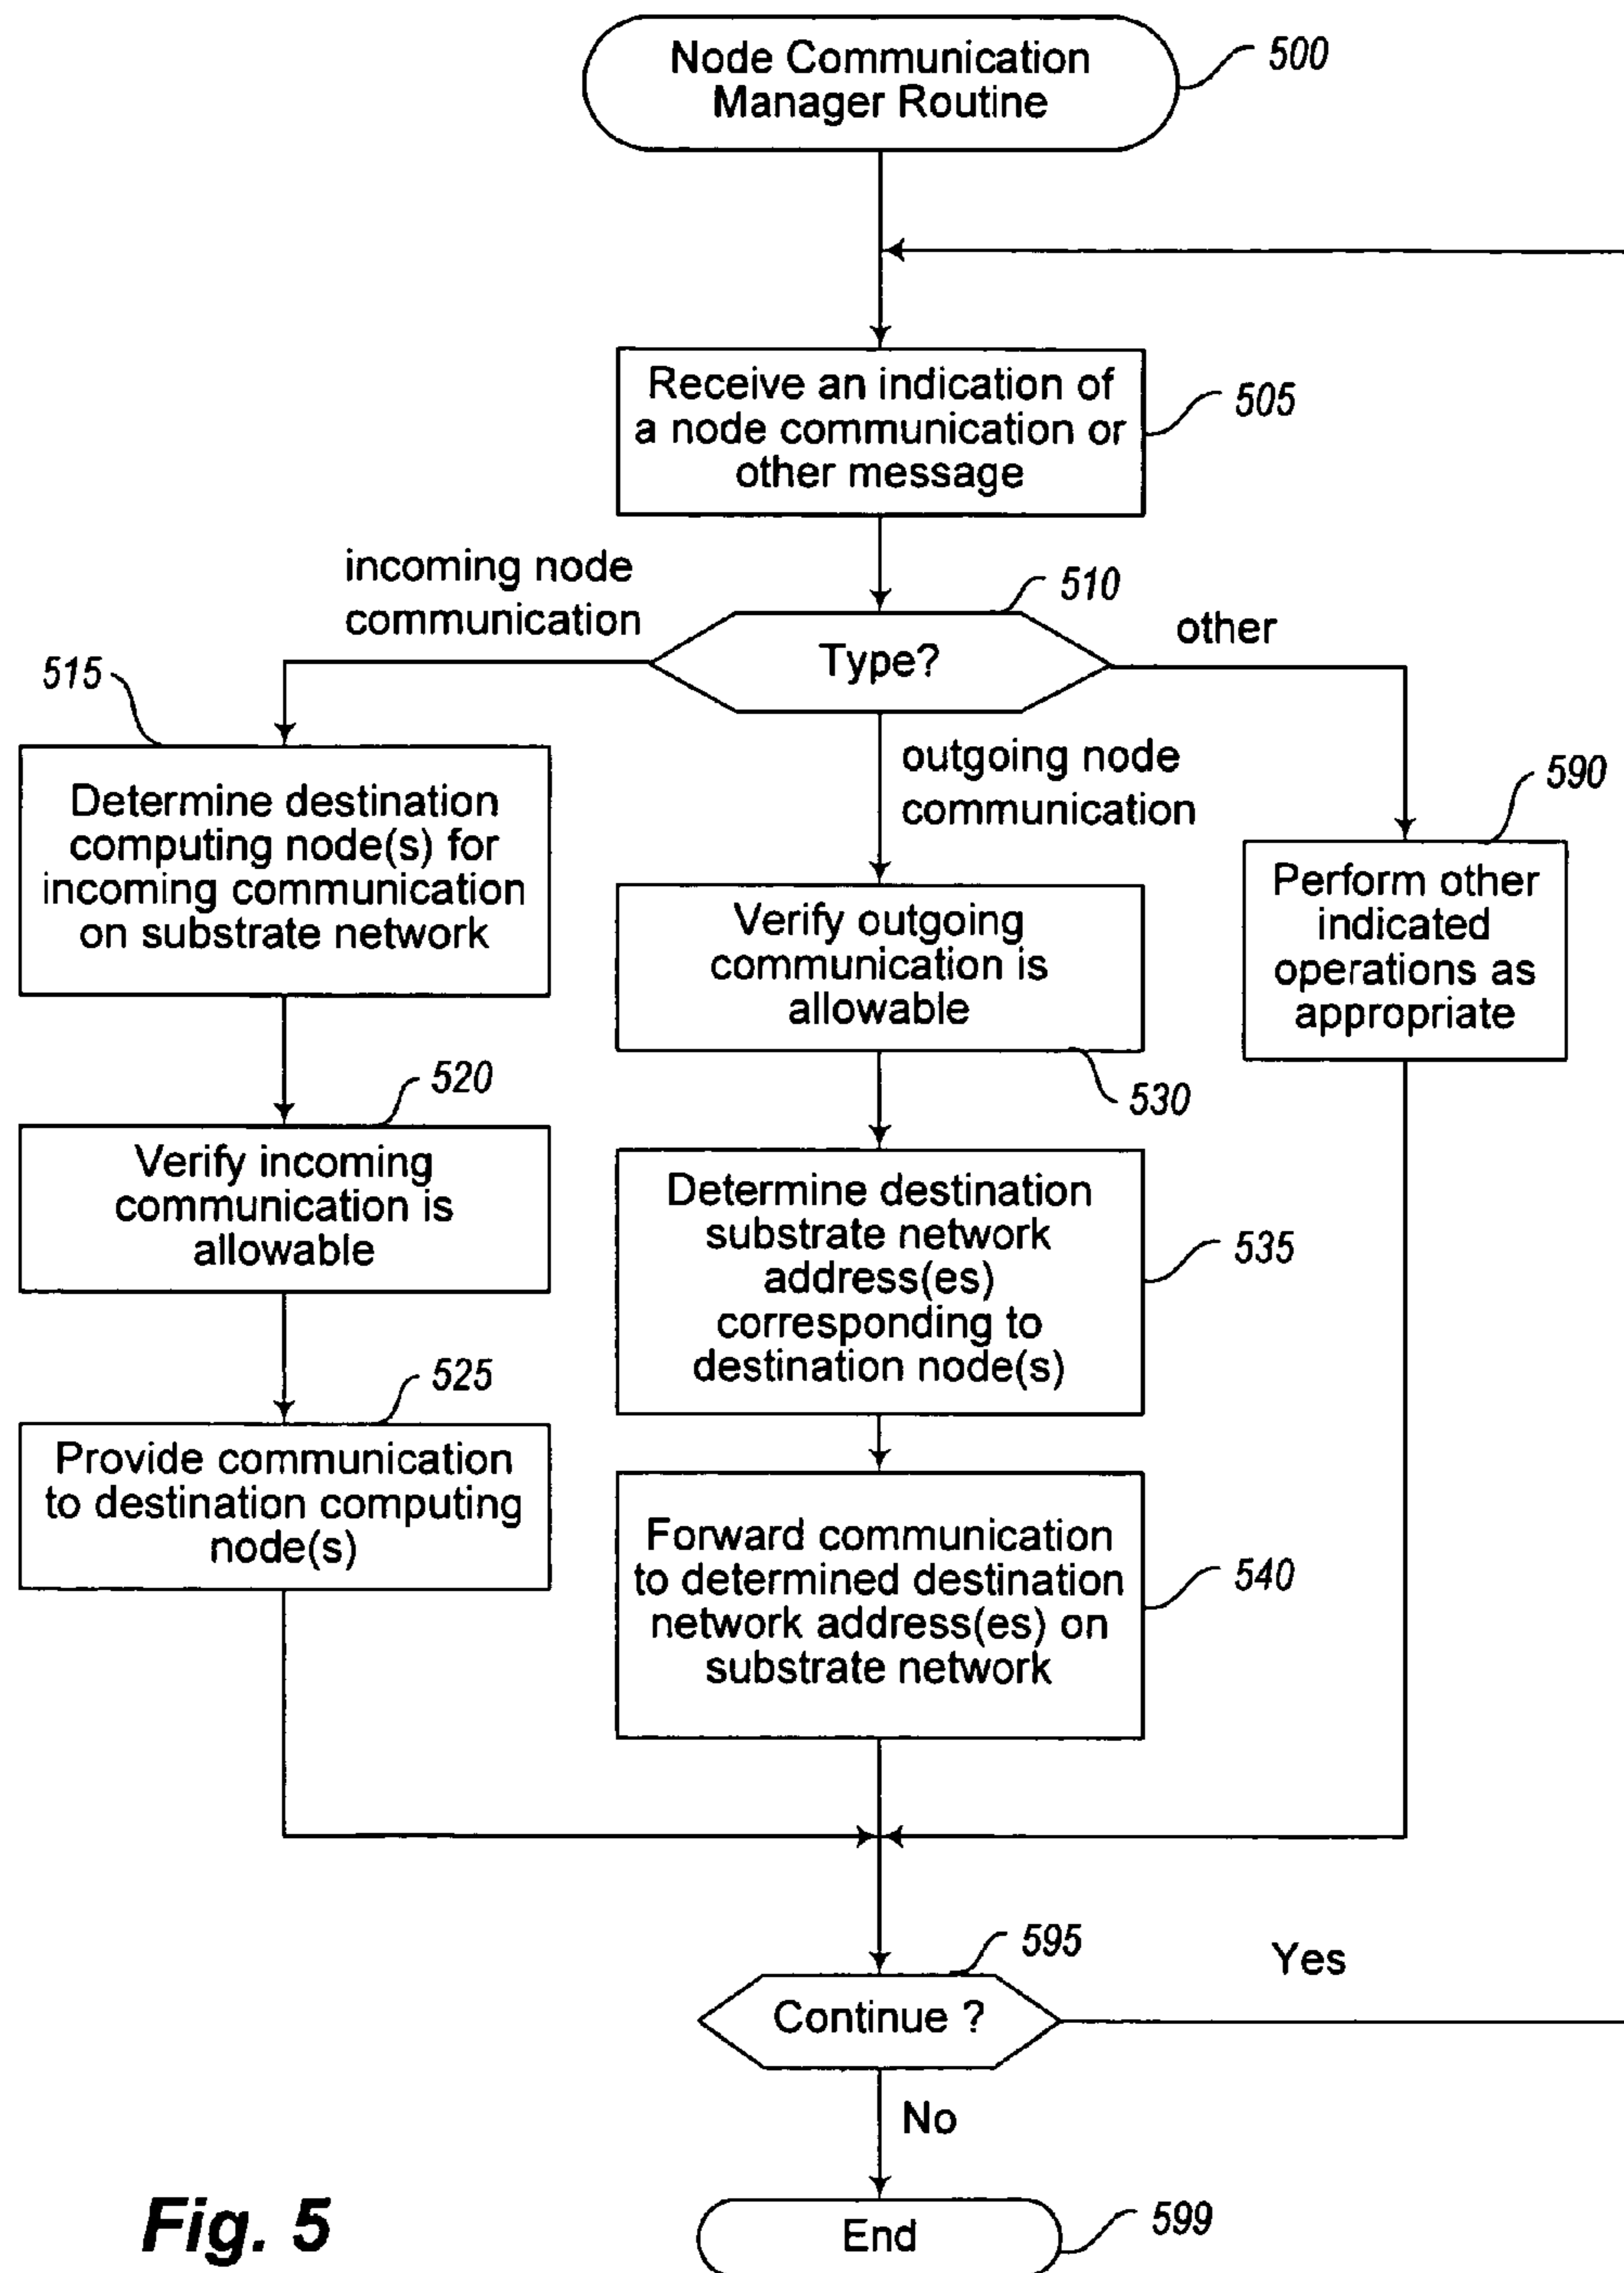 Node Communication
Manager Routine
500
Receive an indication of
a node communication or
other message
505
incoming node
communication
510
Type?
other
515
outgoing node
communication
590
Determine destination
computing node(s) for
incoming communication
on substrate network
Verify outgoing
communication is
allowable
530
Perform other
indicated
operations as
appropriate
520
Verify incoming
communication is
allowable
Determine destination
substrate network
address(es)
corresponding to
destination node(s)
535
525
Provide communication
to destination computing
node(s)
Forward communication
to determined destination
network address(es) on
substrate network
540
595
Continue ?
Yes
No
End
599
Fig. 5